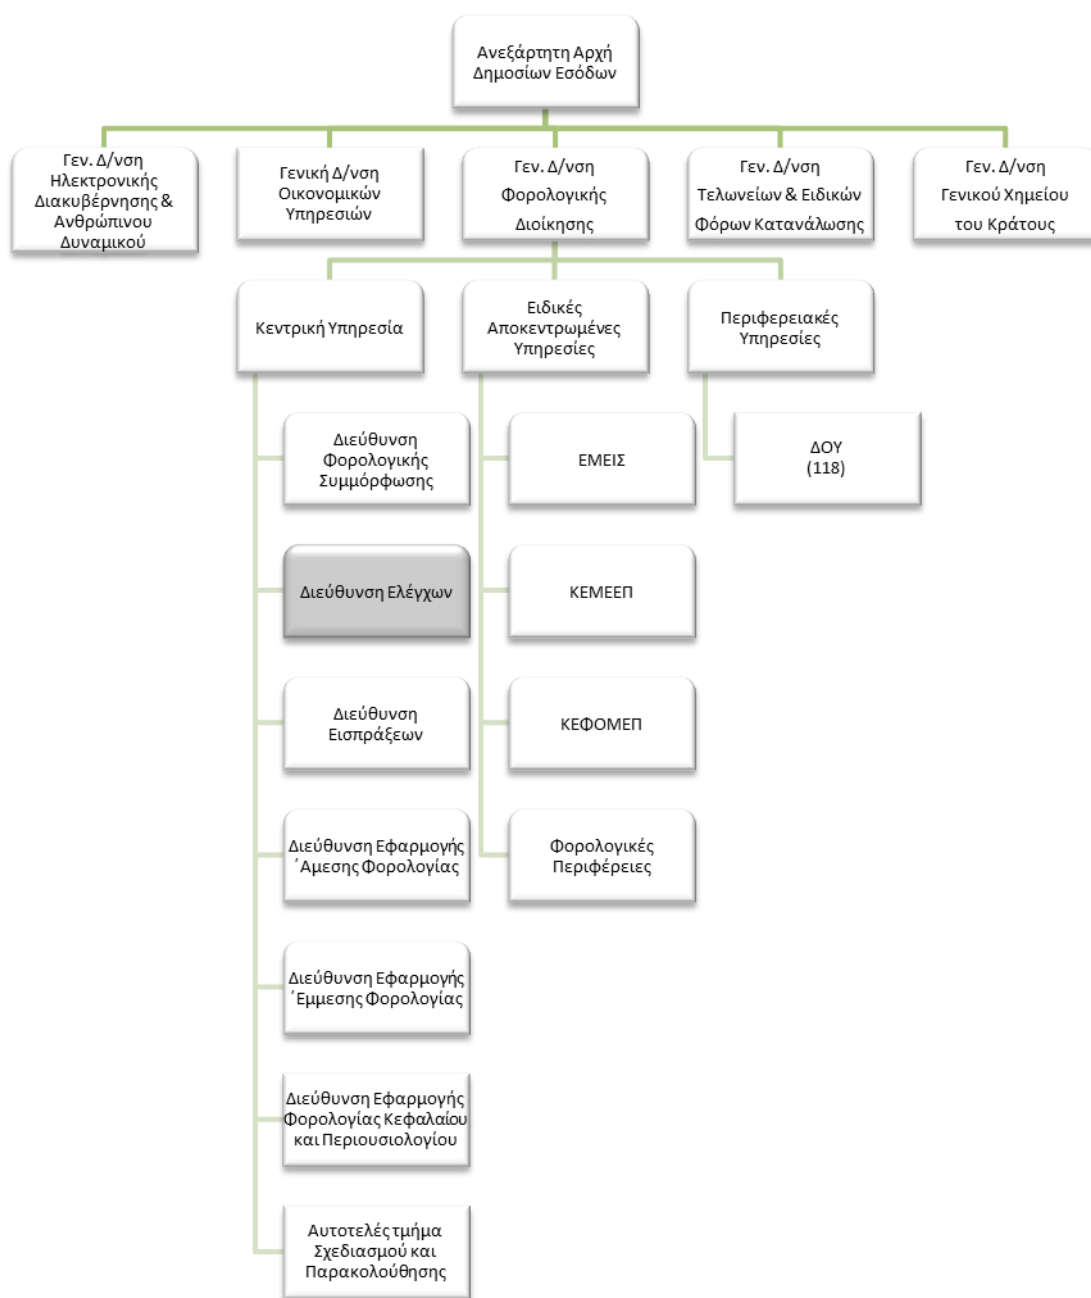 Ανεξάρτητη Αρχή
Δημοσίων Εσόδων
Γεν. Δ/νση
Ηλεκτρονικής
Διακυβέρνησης &
Ανθρώπινου
Δυναμικού
Γενική Δ/νση
Οικονομικών
Υπηρεσιών
Γεν. Δ/νση
Φορολογικής
Διοίκησης
Γεν. Δ/νση
Τελωνείων & Ειδικών
Φόρων Κατανάλωσης
Γεν. Δ/νση
Γενικού Χημείου
του Κράτους
Κεντρική Υπηρεσία
Ειδικές
Αποκεντρωμένες
Υπηρεσίες
Περιφερειακές
Υπηρεσίες
Διεύθυνση
Φορολογικής
Συμμόρφωσης
ΕΜΕΙΣ
ΔΟΥ
(118)
Διεύθυνση Ελέγχων
ΚΕΜΕΕΠ
Διεύθυνση
Εισπράξεων
ΚΕΦΟΜΕΠ
Διεύθυνση Εφαρμογής
΄Αμεσης Φορολογίας
Φορολογικές
Περιφέρειες
Διεύθυνση Εφαρμογής
΄Εμμεσης Φορολογίας
Διεύθυνση Εφαρμογής
Φορολογίας Κεφαλαίου
και Περιουσιολογίου
Αυτοτελές τμήμα
Σχεδιασμού και
Παρακολούθησης